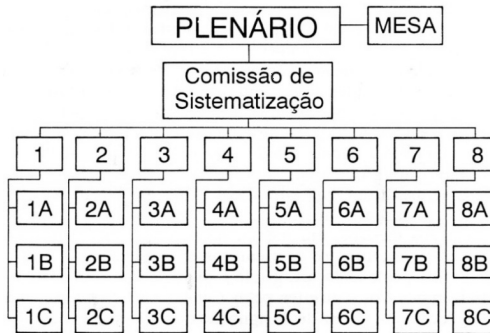 PLENÁRIO
MESA
Comissão de
Sistematização
1 2 3 4 5 6 7 8
1A 2A 3A 4A 5A 6A 7A 8A
1B 2B 3B 4B 5B 6B 7B 8B
1C 2C 3C 4C 5C 6C 7C 8C